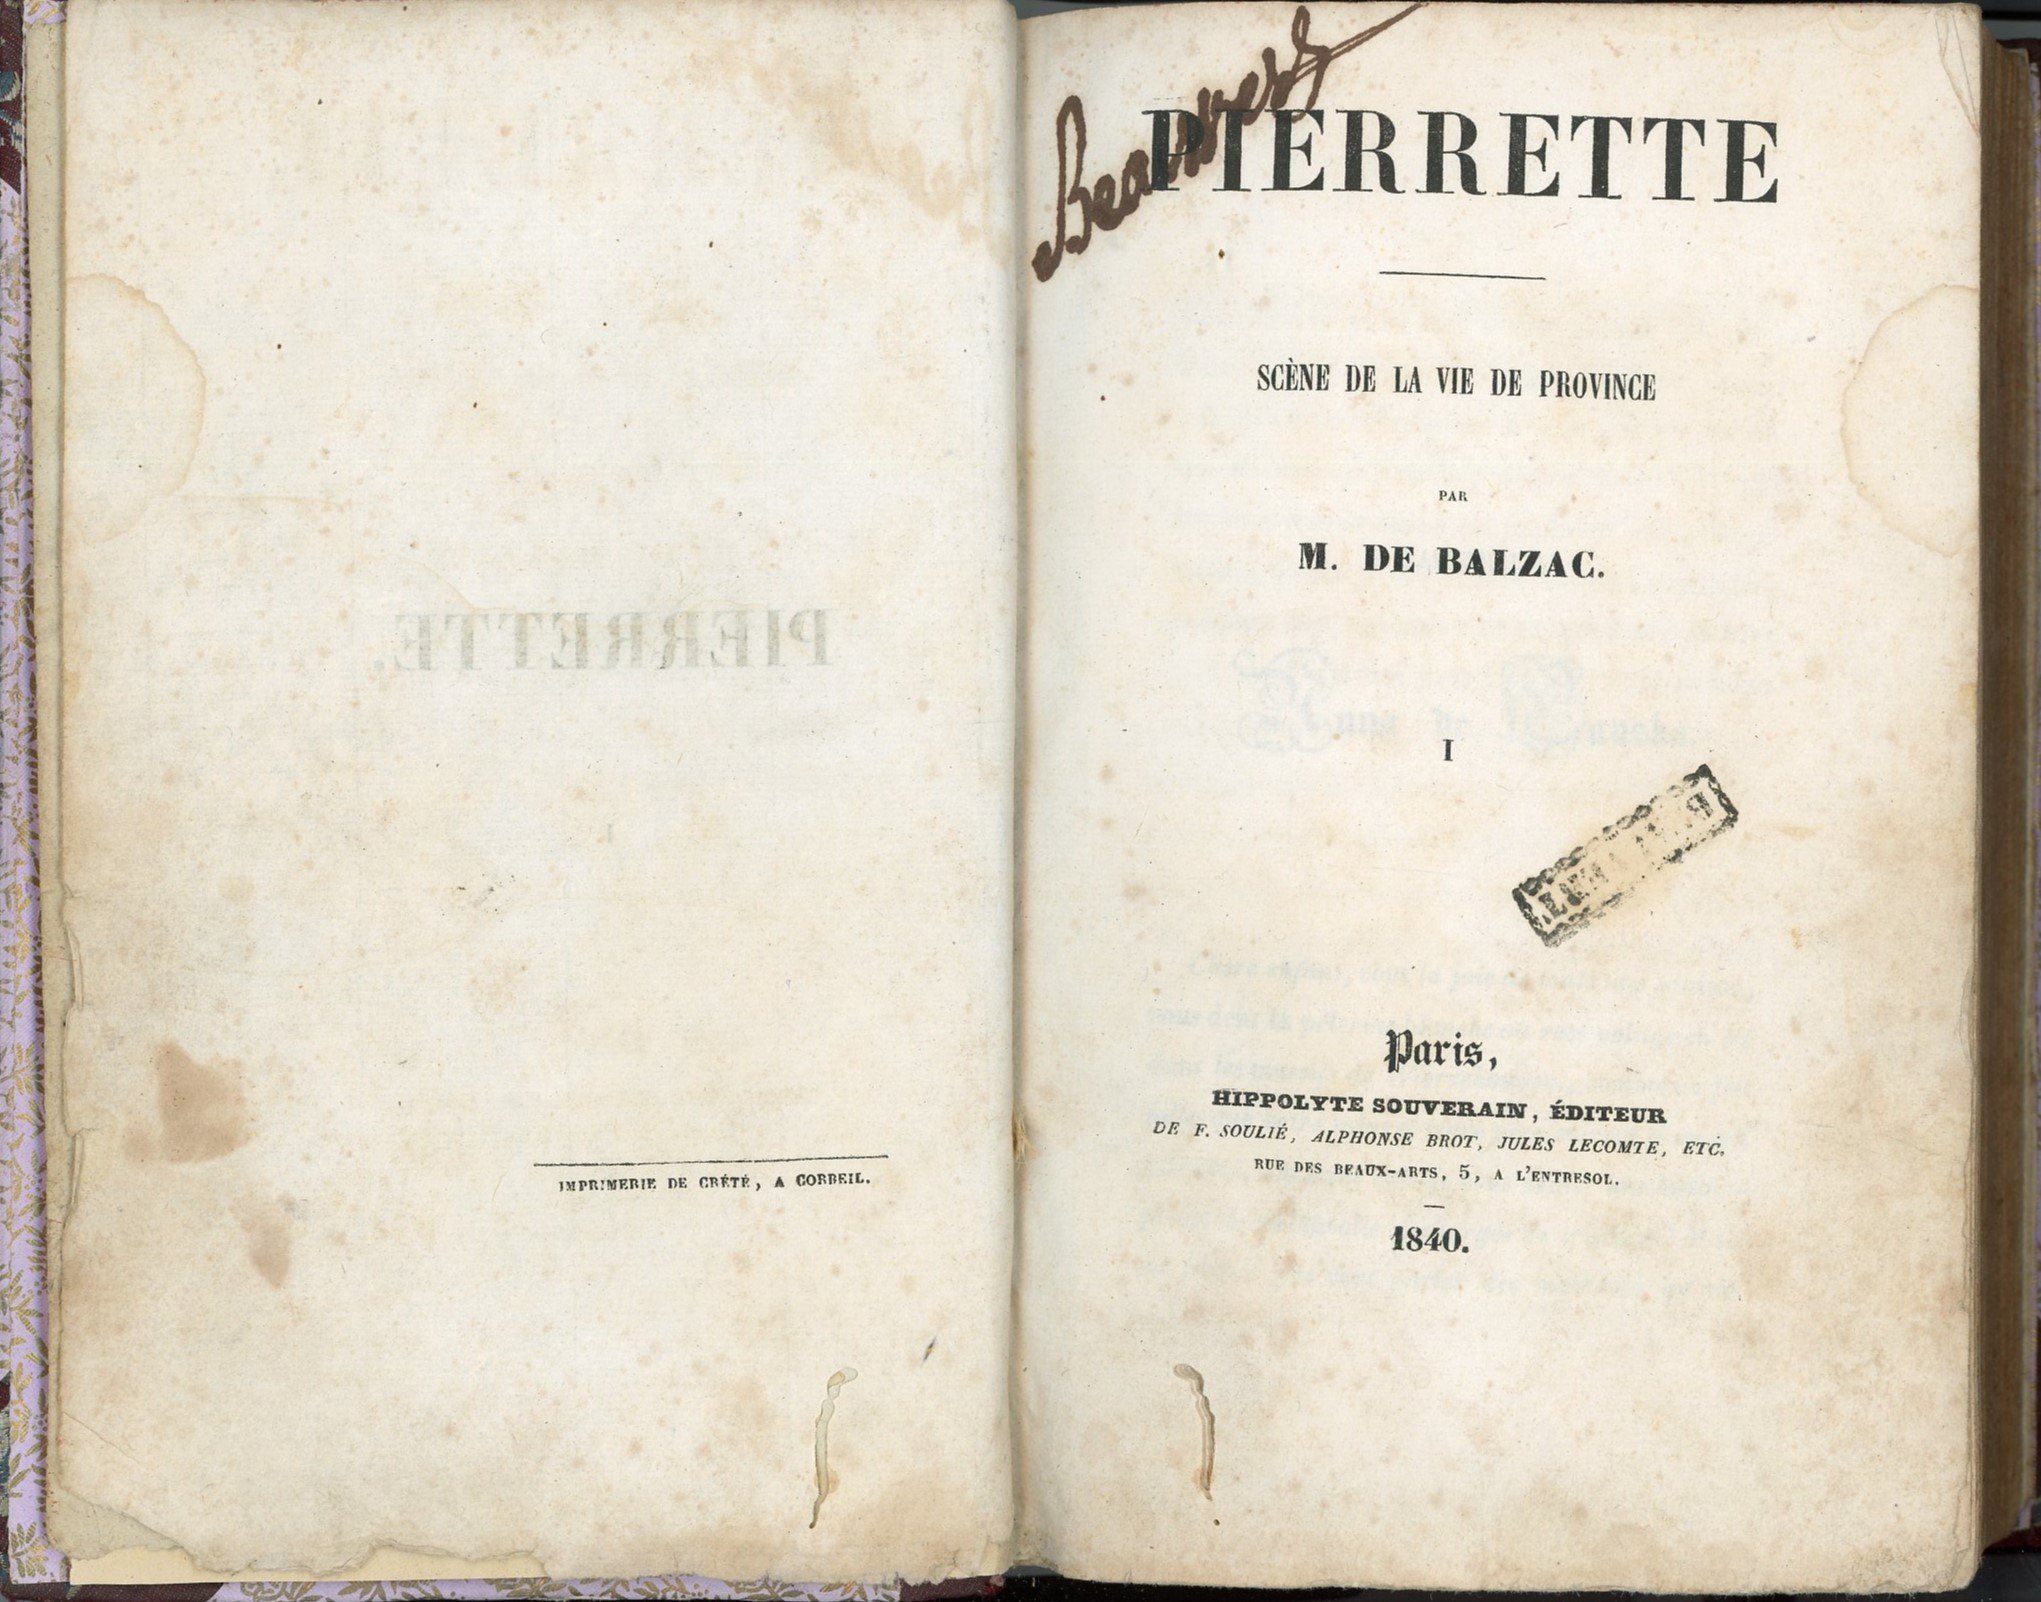 IMPRIMERIE DE CRÉTÉ, A CORBEIL.
PIERRETTE
SCÈNE DE LA VIE DE PROVINCE
PAR
M. DE BALZAC.
I
Paris,
HIPPOLYTE SOUVERAIN, ÉDITEUR
DE F. SOULIÉ, ALPHONSE BROT, JULES LECOMTE, ETC.
RUE DES BEAUX-ARTS, 5, A L'ENTRESOL.
1840.